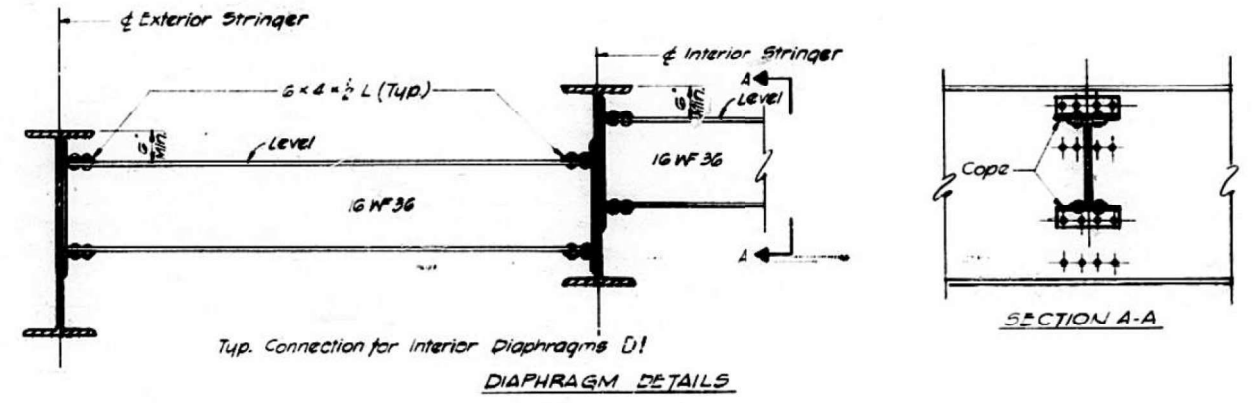 ₵ Exterior Stringer
₵ Interior Stringer
6 x 4 x ½ L (Typ.)
6" Min.
Level
16 WF 36
6" Min.
Level
16 WF 36
A
A
Cope
SECTION A-A
Typ. Connection for Interior Diaphragms D1
DIAPHRAGM DETAILS